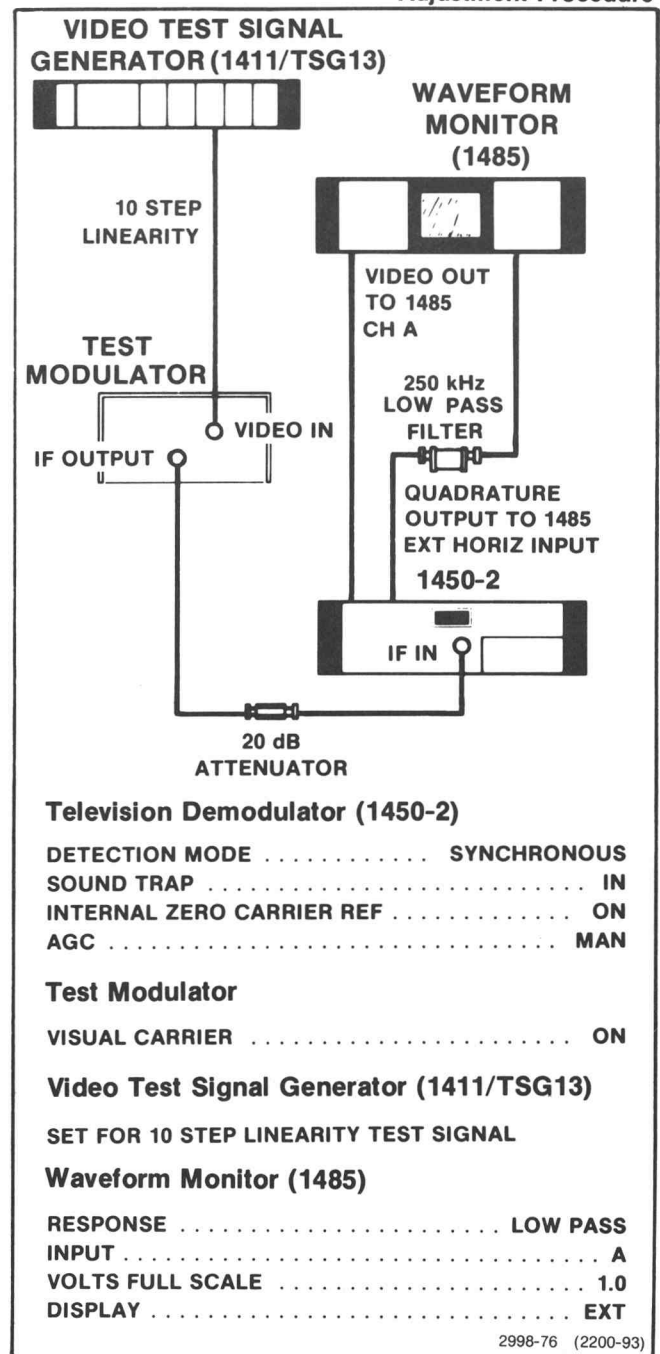 Adjustment Procedure
VIDEO TEST SIGNAL
GENERATOR (1411/TSG13)
WAVEFORM
MONITOR
(1485)
10 STEP
LINEARITY
VIDEO OUT
TO 1485
CH A
TEST
MODULATOR
250 kHz
LOW PASS
FILTER
VIDEO IN
IF OUTPUT
QUADRATURE
OUTPUT TO 1485
EXT HORIZ INPUT
1450-2
IF IN
20 dB
ATTENUATOR
Television Demodulator (1450-2)
DETECTION MODE . . . . . . . . . . . . SYNCHRONOUS
SOUND TRAP . . . . . . . . . . . . . . . . . . . . . . . . . . . IN
INTERNAL ZERO CARRIER REF . . . . . . . . . . . . ON
AGC . . . . . . . . . . . . . . . . . . . . . . . . . . . . . . . MAN
Test Modulator
VISUAL CARRIER . . . . . . . . . . . . . . . . . . . . . . . ON
Video Test Signal Generator (1411/TSG13)
SET FOR 10 STEP LINEARITY TEST SIGNAL
Waveform Monitor (1485)
RESPONSE . . . . . . . . . . . . . . . . . . . . . . . LOW PASS
INPUT . . . . . . . . . . . . . . . . . . . . . . . . . . . . . . . . . A
VOLTS FULL SCALE . . . . . . . . . . . . . . . . . . . . . 1.0
DISPLAY . . . . . . . . . . . . . . . . . . . . . . . . . . . . . EXT
2998-76 (2200-93)